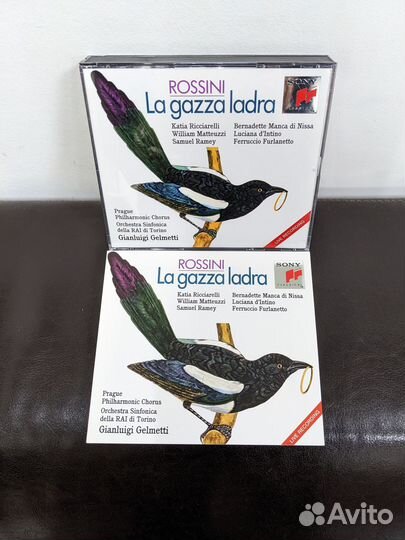 ROSSINI
La gazza ladra
SONY
Katia Ricciarelli
William Matteuzzi
Samuel Ramey
Bernadette Manca di Nissa
Luciana d'Intino
Ferruccio Furlanetto
Prague
Philharmonic Chorus
Orchestra Sinfonica
della RAI di Torino
Gianluigi Gelmetti
LIVE RECORDING
ROSSINI
La gazza ladra
SONY
CLASSICAL
Katia Ricciarelli
William Matteuzzi
Samuel Ramey
Bernadette Manca di Nissa
Luciana d'Intino
Ferruccio Furlanetto
Prague
Philharmonic Chorus
Orchestra Sinfonica
della RAI di Torino
Gianluigi Gelmetti
LIVE RECORDING
Avito